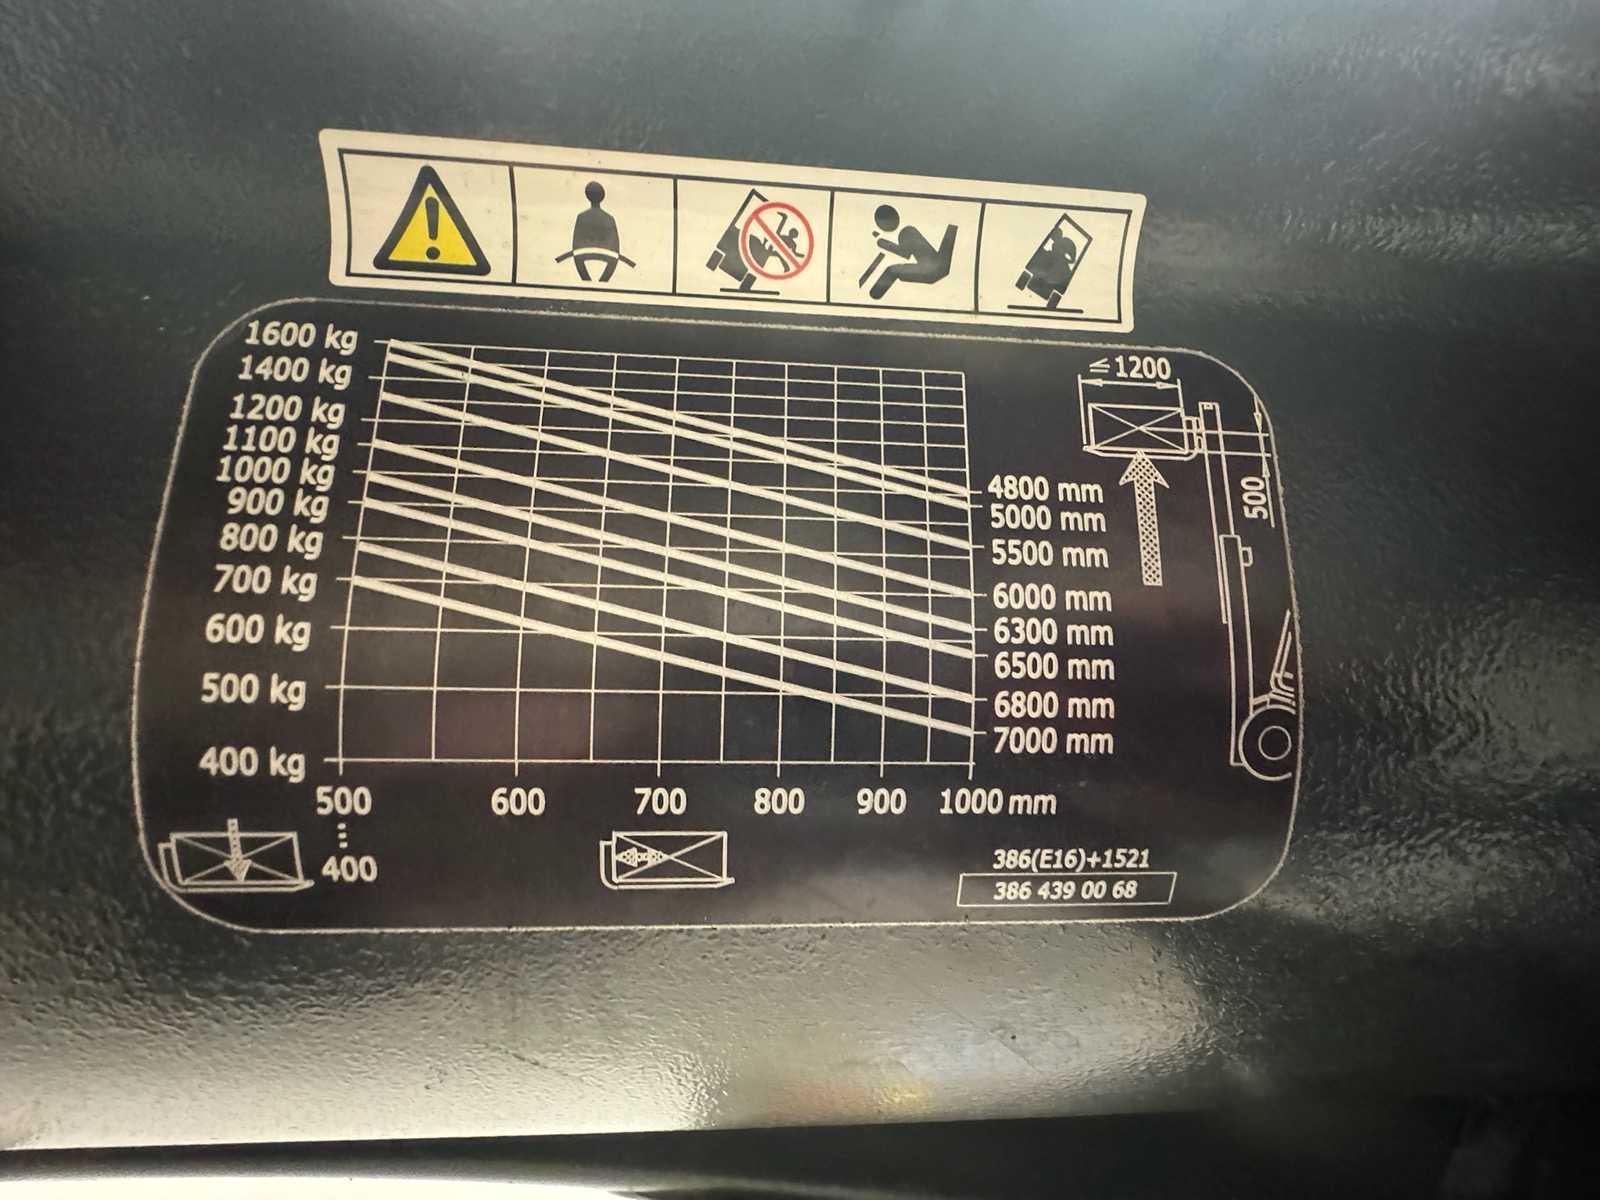 1600 kg
1400 kg
1200 kg
1100 kg
1000 kg
900 kg
800 kg
700 kg
600 kg
500 kg
400 kg
500 600 700 800 900 1000 mm
400
4800 mm
5000 mm
5500 mm
6000 mm
6300 mm
6500 mm
6800 mm
7000 mm
≤ 1200
500
386(E16)+1521
386 439 00 68